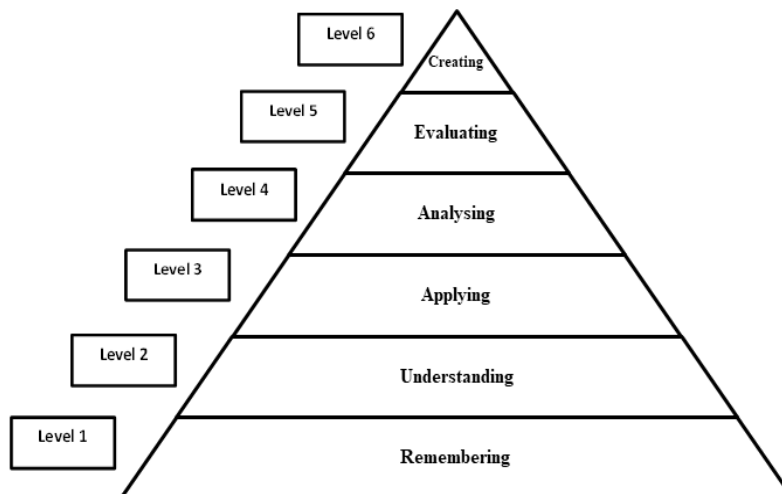 Level 6
Creating
Level 5
Evaluating
Level 4
Analysing
Level 3
Applying
Level 2
Understanding
Level 1
Remembering